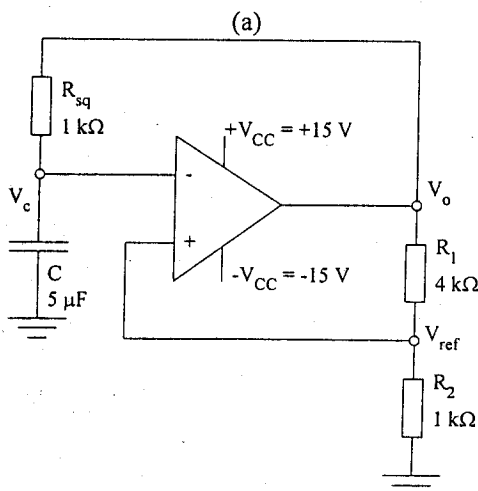 (a)
R_sq
1 kΩ
+V_CC = +15 V
V_c
-
V_o
+
R_1
4 kΩ
-V_CC = -15 V
C
5 μF
V_ref
R_2
1 kΩ